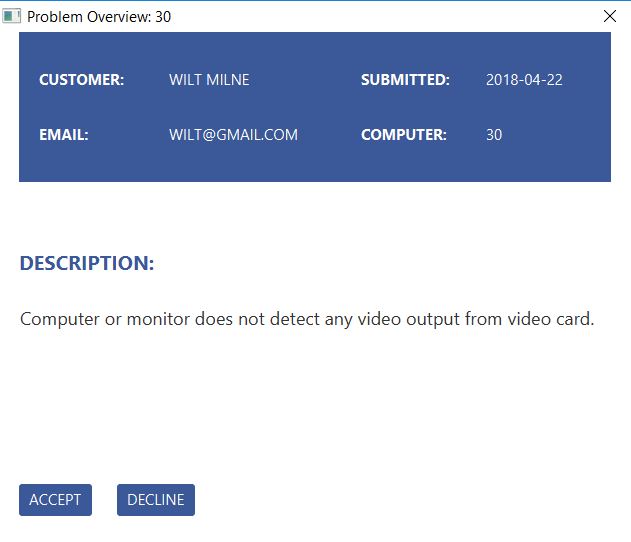 Problem Overview: 30
CUSTOMER: WILT MILNE SUBMITTED: 2018-04-22
EMAIL: WILT@GMAIL.COM COMPUTER: 30
DESCRIPTION:
Computer or monitor does not detect any video output from video card.
ACCEPT DECLINE